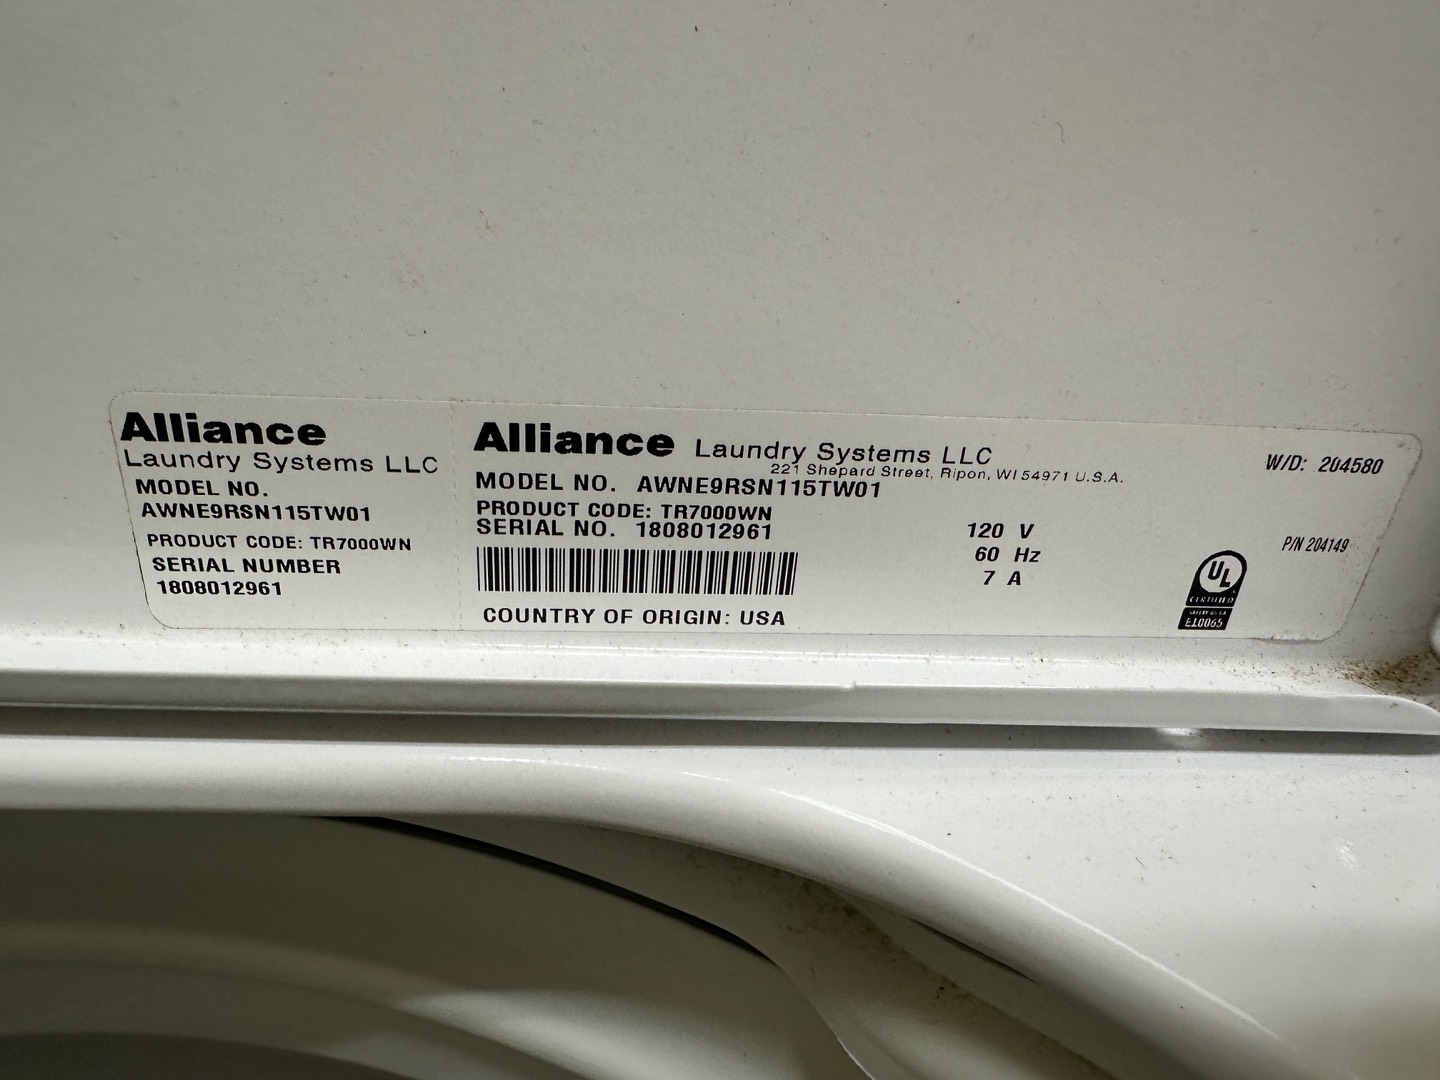 Alliance
Laundry Systems LLC
MODEL NO.
AWNE9RSN115TW01
PRODUCT CODE: TR7000WN
SERIAL NUMBER
1808012961
Alliance Laundry Systems LLC
221 Shepard Street, Ripon, WI 54971 U.S.A.
MODEL NO. AWNE9RSN115TW01
PRODUCT CODE: TR7000WN
SERIAL NO. 1808012961
COUNTRY OF ORIGIN: USA
120 V
60 Hz
7 A
W/D: 204580
P/N 204149
UL
CERTIFIED
E10065